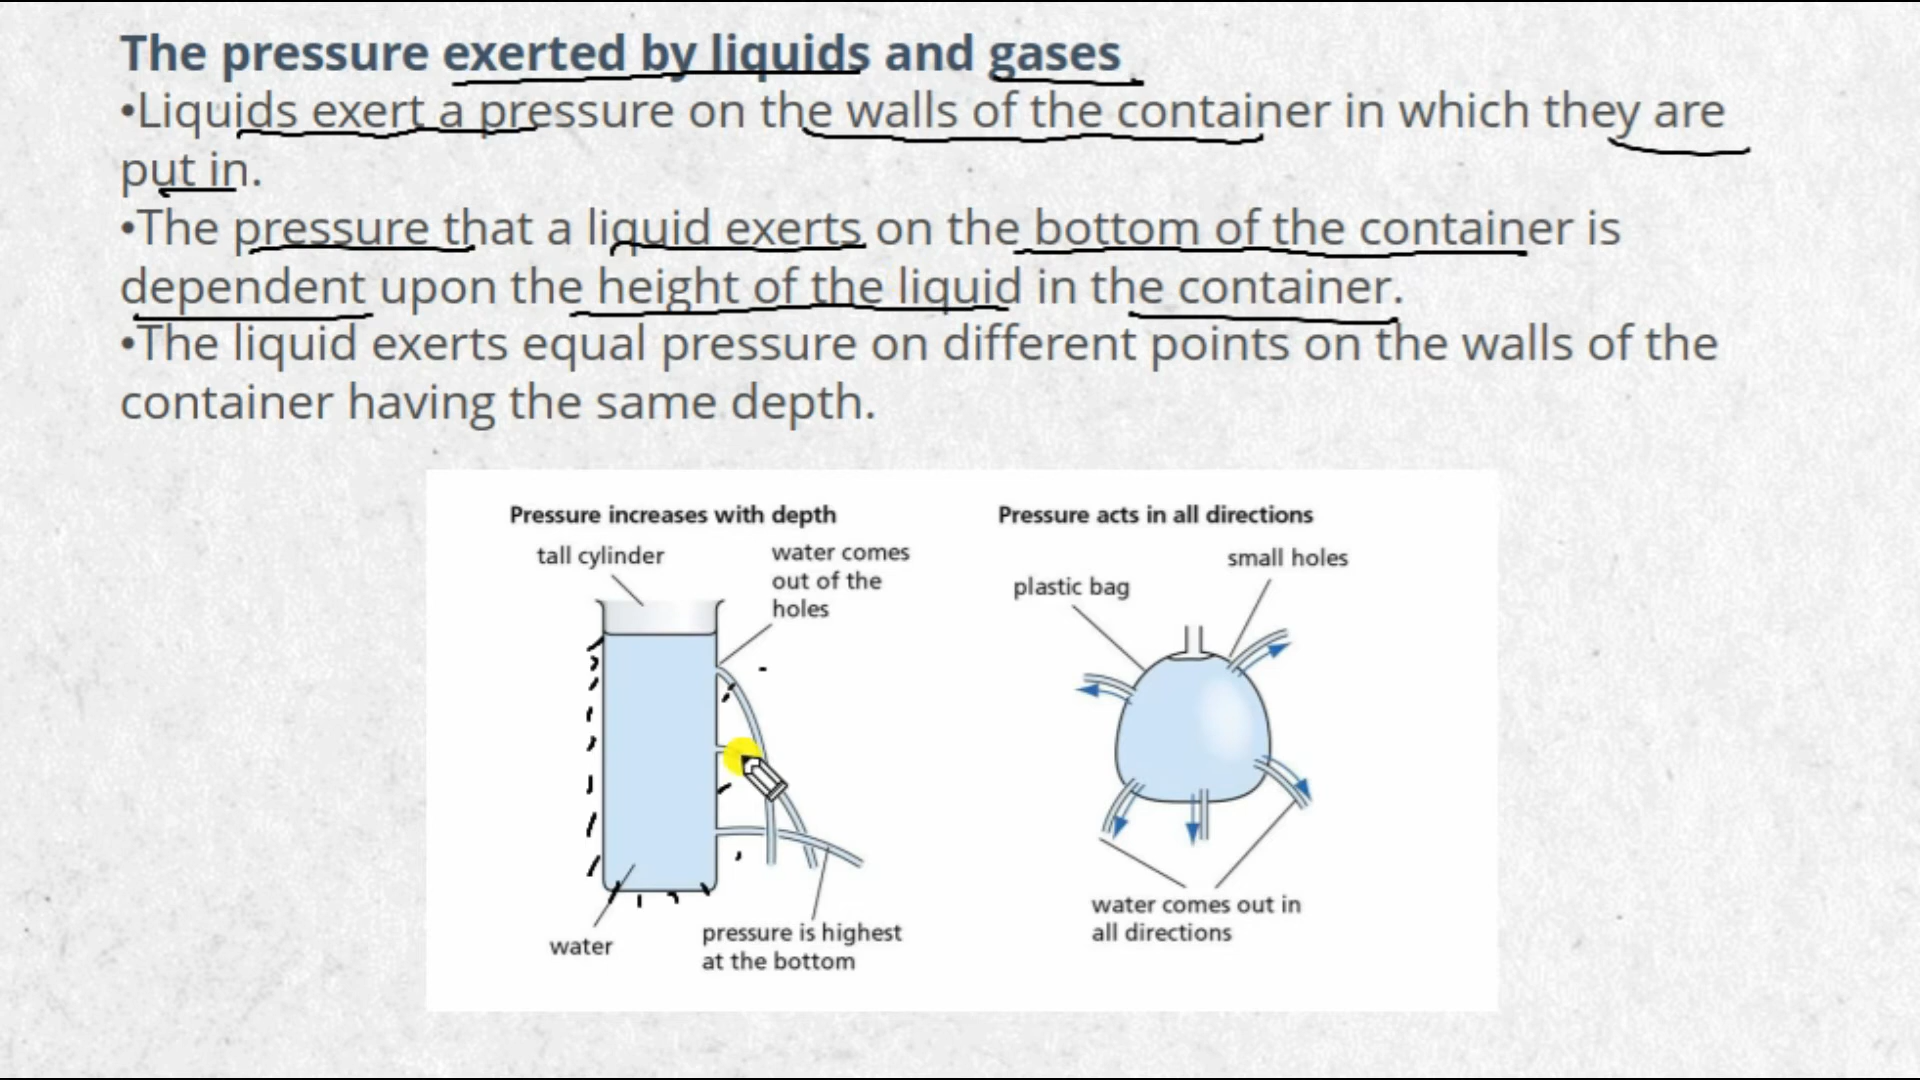 The pressure exerted by liquids and gases
•Liquids exert a pressure on the walls of the container in which they are
put in.
•The pressure that a liquid exerts on the bottom of the container is
dependent upon the height of the liquid in the container.
•The liquid exerts equal pressure on different points on the walls of the
container having the same depth.
Pressure increases with depth
tall cylinder
water comes
out of the
holes
water
pressure is highest
at the bottom
Pressure acts in all directions
small holes
plastic bag
water comes out in
all directions